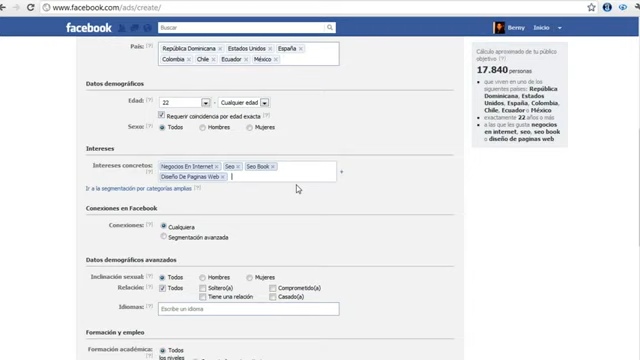 www.facebook.com/ads/create/
facebook
Buscar
Berny
Inicio
País: [?]
República Dominicana × Estados Unidos × España ×
Colombia × Chile × Ecuador × México ×
Datos demográficos
Edad: [?] 22 - Cualquier edad
Requerir coincidencia por edad exacta [?]
Sexo: [?] Todos Hombres Mujeres
Intereses
Intereses concretos: [?] Negocios En Internet × Seo × Seo Book ×
Diseño De Paginas Web × +
Ir a la segmentación por categorías amplias [?]
Conexiones en Facebook
Conexiones: [?] Cualquiera
Segmentación avanzada
Datos demográficos avanzados
Inclinación sexual: [?] Todos Hombres Mujeres
Relación: [?] Todos Soltero(a) Comprometido(a)
Tiene una relación Casado(a)
Idiomas: [?] Escribe un idioma
Formación y empleo
Formación académica: [?] Todos
los niveles
Cálculo aproximado de tu público
objetivo [?]
17.840 personas
que viven en uno de los
siguientes países: República
Dominicana, Estados
Unidos, España, Colombia,
Chile, Ecuador o México
exactamente 22 años o más
a las que les gusta negocios
en internet, seo, seo book
o diseño de paginas web